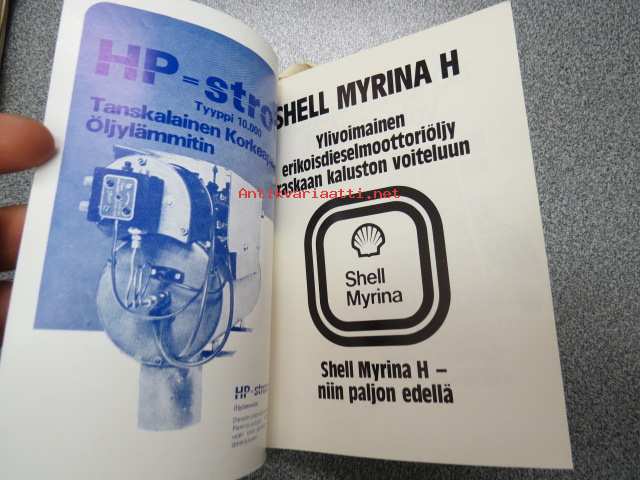 HP=stro
Tyyppi 10.000
Tanskalainen
Öljylämmitin
HP-stro
SHELL MYRINA H
Ylivoimainen
erikoisdieselmoottoriöljy
raskaan kaluston voiteluun
Antikvariaatti.net
Shell
Myrina
Shell Myrina H –
niin paljon edellä